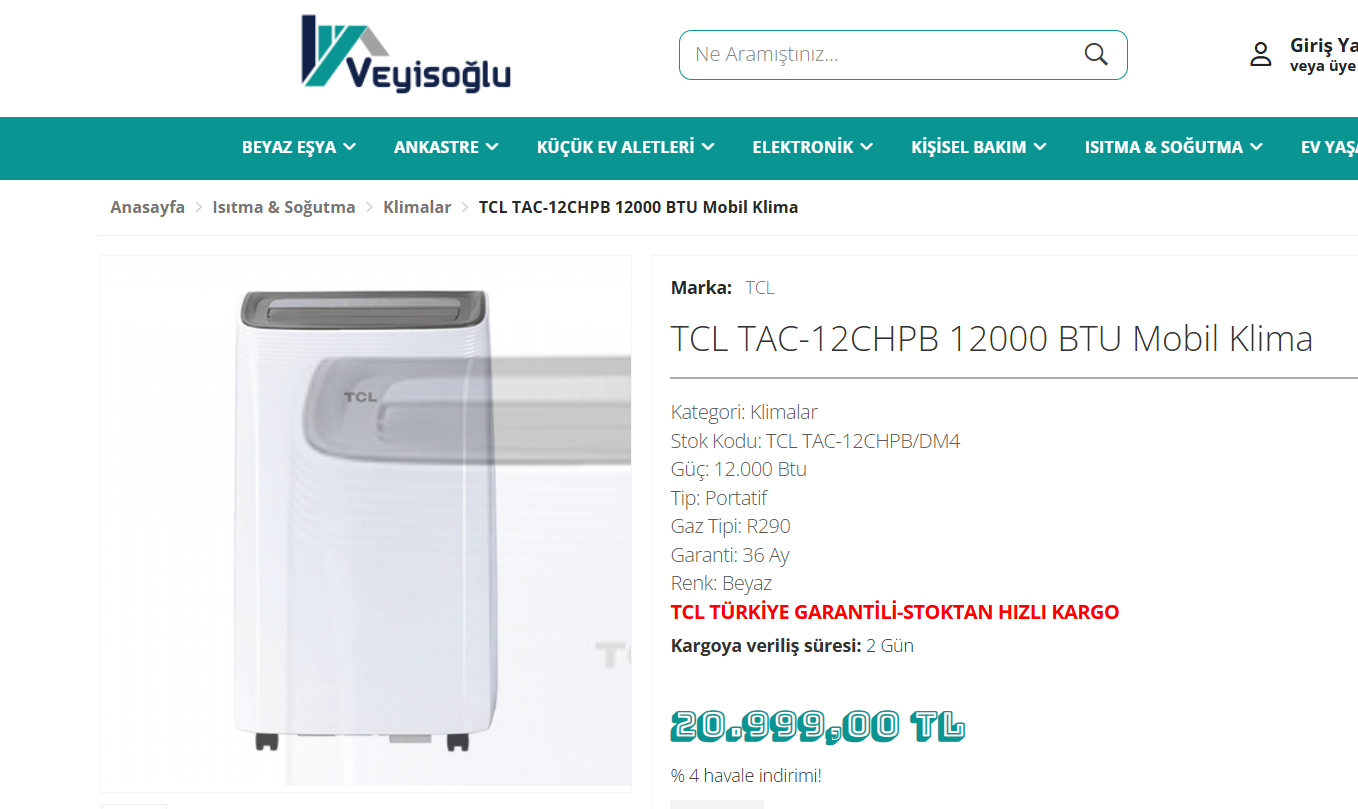 Veyisoğlu
Ne Aramıştınız...
Giriş Ya
veya üye
BEYAZ EŞYA ANKASTRE KÜÇÜK EV ALETLERİ ELEKTRONİK KİŞİSEL BAKIM ISITMA & SOĞUTMA EV YAŞA
Anasayfa > Isıtma & Soğutma > Klimalar > TCL TAC-12CHPB 12000 BTU Mobil Klima
TCL
TCL
Marka: TCL
TCL TAC-12CHPB 12000 BTU Mobil Klima
Kategori: Klimalar
Stok Kodu: TCL TAC-12CHPB/DM4
Güç: 12.000 Btu
Tip: Portatif
Gaz Tipi: R290
Garanti: 36 Ay
Renk: Beyaz
TCL TÜRKİYE GARANTİLİ-STOKTAN HIZLI KARGO
Kargoya veriliş süresi: 2 Gün
20.999,00 TL
% 4 havale indirimi!